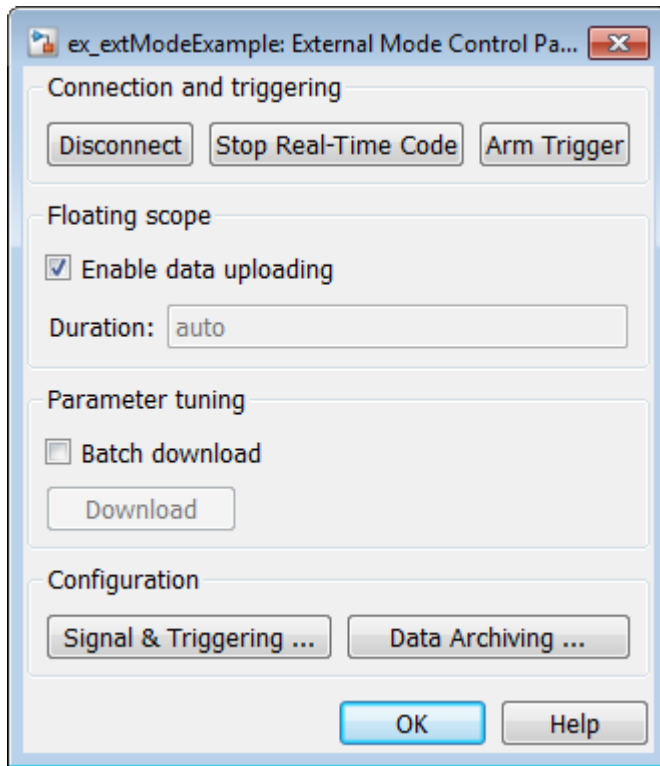 ex_extModeExample: External Mode Control Pa...
Connection and triggering
Disconnect Stop Real-Time Code Arm Trigger
Floating scope
Enable data uploading
Duration: auto
Parameter tuning
Batch download
Download
Configuration
Signal & Triggering ... Data Archiving ...
OK Help